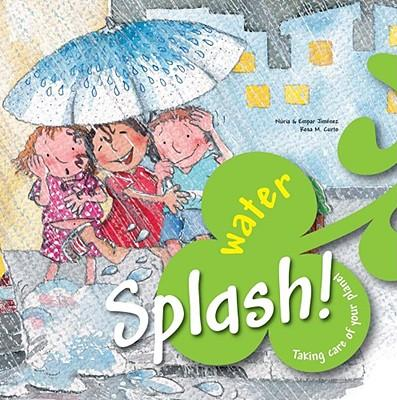 Núria & Empar Jiménez
Rosa M. Curto
water
Splash!
Taking care of your planet